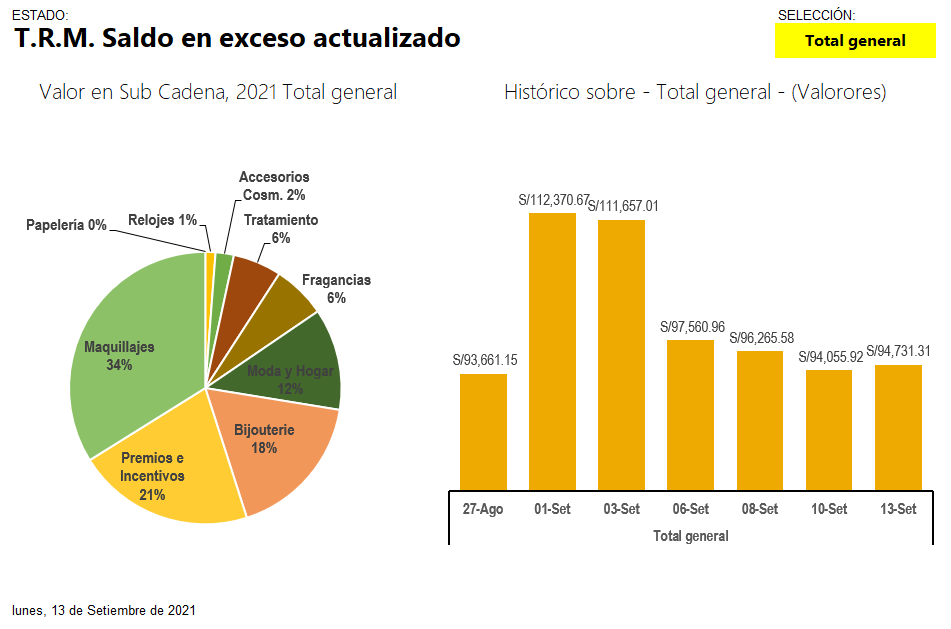 ESTADO:
T.R.M. Saldo en exceso actualizado
SELECCIÓN:
Total general
Valor en Sub Cadena, 2021 Total general
Accesorios
Cosm. 2%
Papelería 0%
Relojes 1%
Tratamiento
6%
Fragancias
6%
Maquillajes
34%
Moda y Hogar
12%
Bijouterie
18%
Premios e
Incentivos
21%
Histórico sobre - Total general - (Valorores)
S/112,370.67
S/111,657.01
S/97,560.96
S/96,265.58
S/93,661.15
S/94,055.92
S/94,731.31
27-Ago
01-Set
03-Set
06-Set
08-Set
10-Set
13-Set
Total general
lunes, 13 de Setiembre de 2021